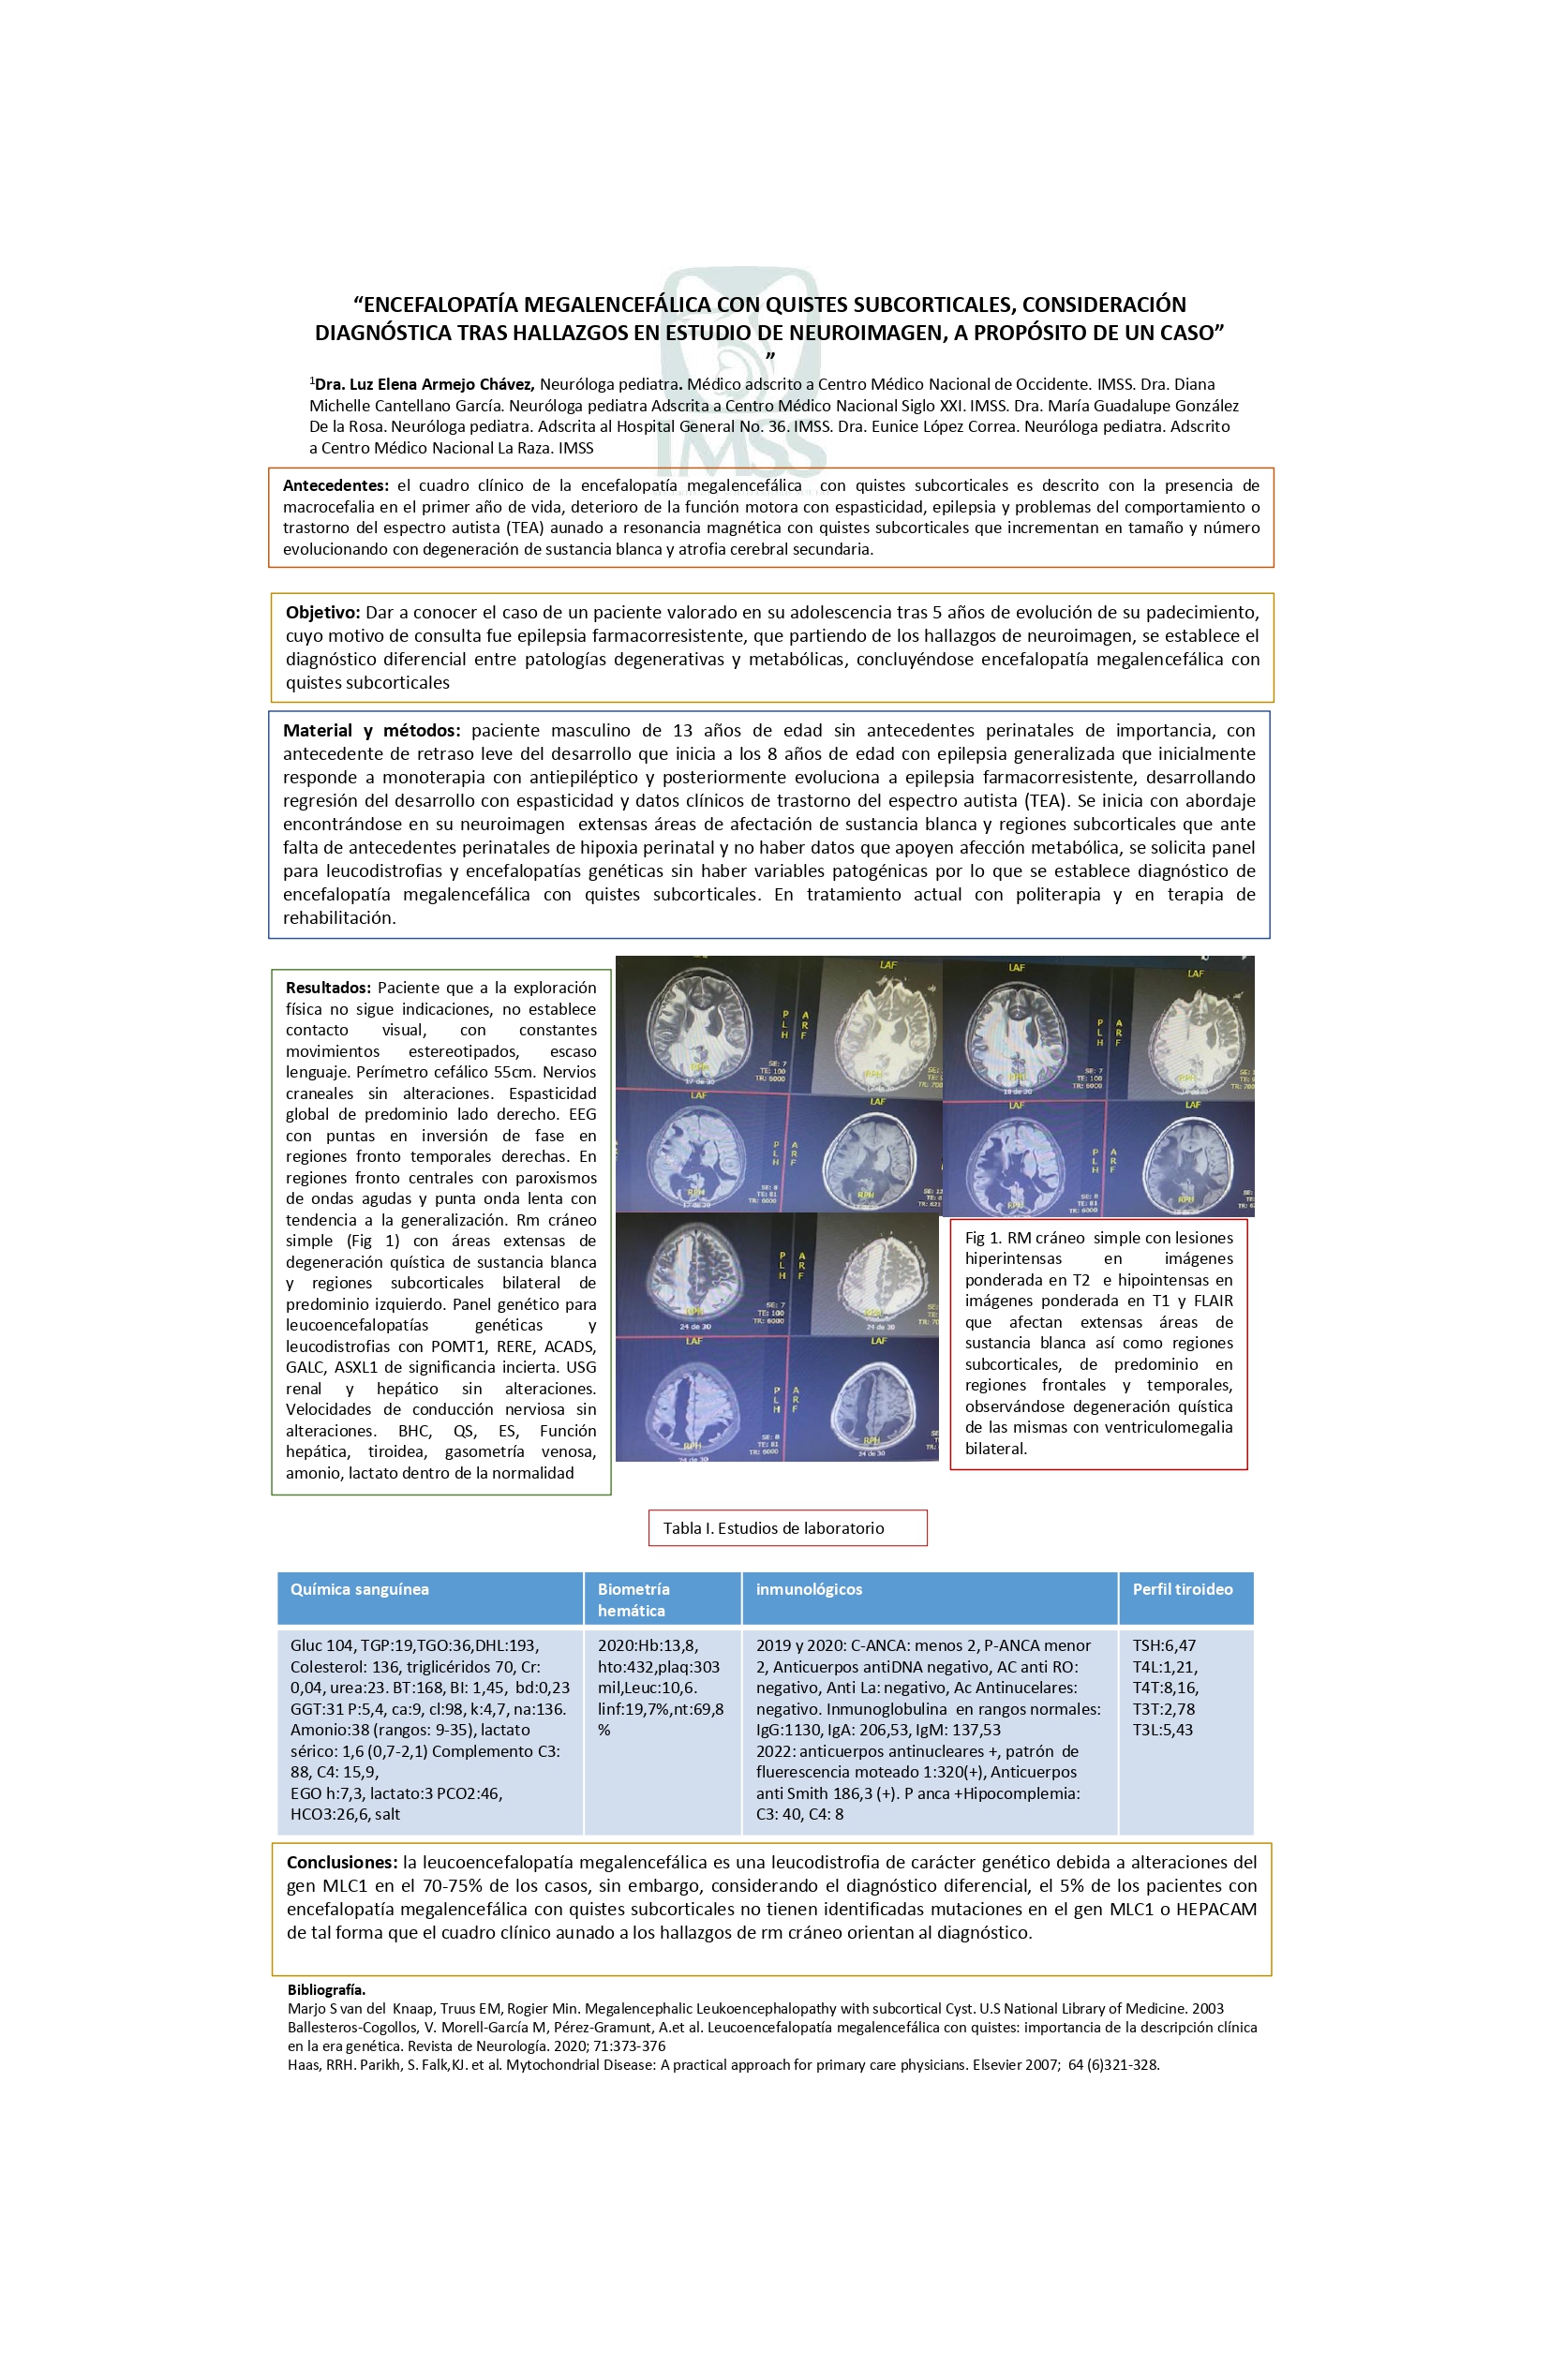 “ENCEFALOPATÍA MEGALENCEFÁLICA CON QUISTES SUBCORTICALES, CONSIDERACIÓN
DIAGNÓSTICA TRAS HALLAZGOS EN ESTUDIO DE NEUROIMAGEN, A PROPÓSITO DE UN CASO”
”
¹Dra. Luz Elena Armejo Chávez, Neuróloga pediatra. Médico adscrito a Centro Médico Nacional de Occidente. IMSS. Dra. Diana
Michelle Cantellano García. Neuróloga pediatra Adscrita a Centro Médico Nacional Siglo XXI. IMSS. Dra. María Guadalupe González
De la Rosa. Neuróloga pediatra. Adscrita al Hospital General No. 36. IMSS. Dra. Eunice López Correa. Neuróloga pediatra. Adscrito
a Centro Médico Nacional La Raza. IMSS
IMSS
Antecedentes: el cuadro clínico de la encefalopatía megalencefálica con quistes subcorticales es descrito con la presencia de
macrocefalia en el primer año de vida, deterioro de la función motora con espasticidad, epilepsia y problemas del comportamiento o
trastorno del espectro autista (TEA) aunado a resonancia magnética con quistes subcorticales que incrementan en tamaño y número
evolucionando con degeneración de sustancia blanca y atrofia cerebral secundaria.
Objetivo: Dar a conocer el caso de un paciente valorado en su adolescencia tras 5 años de evolución de su padecimiento,
cuyo motivo de consulta fue epilepsia farmacorresistente, que partiendo de los hallazgos de neuroimagen, se establece el
diagnóstico diferencial entre patologías degenerativas y metabólicas, concluyéndose encefalopatía megalencefálica con
quistes subcorticales
Material y métodos: paciente masculino de 13 años de edad sin antecedentes perinatales de importancia, con
antecedente de retraso leve del desarrollo que inicia a los 8 años de edad con epilepsia generalizada que inicialmente
responde a monoterapia con antiepiléptico y posteriormente evoluciona a epilepsia farmacorresistente, desarrollando
regresión del desarrollo con espasticidad y datos clínicos de trastorno del espectro autista (TEA). Se inicia con abordaje
encontrándose en su neuroimagen extensas áreas de afectación de sustancia blanca y regiones subcorticales que ante
falta de antecedentes perinatales de hipoxia perinatal y no haber datos que apoyen afección metabólica, se solicita panel
para leucodistrofias y encefalopatías genéticas sin haber variables patogénicas por lo que se establece diagnóstico de
encefalopatía megalencefálica con quistes subcorticales. En tratamiento actual con politerapia y en terapia de
rehabilitación.
Resultados: Paciente que a la exploración
física no sigue indicaciones, no establece
contacto visual, con constantes
movimientos estereotipados, escaso
lenguaje. Perímetro cefálico 55cm. Nervios
craneales sin alteraciones. Espasticidad
global de predominio lado derecho. EEG
con puntas en inversión de fase en
regiones fronto temporales derechas. En
regiones fronto centrales con paroxismos
de ondas agudas y punta onda lenta con
tendencia a la generalización. Rm cráneo
simple (Fig 1) con áreas extensas de
degeneración quística de sustancia blanca
y regiones subcorticales bilateral de
predominio izquierdo. Panel genético para
leucoencefalopatías genéticas y
leucodistrofias con POMT1, RERE, ACADS,
GALC, ASXL1 de significancia incierta. USG
renal y hepático sin alteraciones.
Velocidades de conducción nerviosa sin
alteraciones. BHC, QS, ES, Función
hepática, tiroidea, gasometría venosa,
amonio, lactato dentro de la normalidad
LAF
LAF
LAF
P A
L R
H F
SE: 7
TE: 100
TR: 6000
17 de 30
18 de 30
LAF
LAF
LAF
LAF
SE: 8
TE: 81
TR: 6000
RPH
24 de 30
24 de 30
LAF
LAF
RPH
24 de 30
Fig 1. RM cráneo simple con lesiones
hiperintensas en imágenes
ponderada en T2 e hipointensas en
imágenes ponderada en T1 y FLAIR
que afectan extensas áreas de
sustancia blanca así como regiones
subcorticales, de predominio en
regiones frontales y temporales,
observándose degeneración quística
de las mismas con ventriculomegalia
bilateral.
Tabla I. Estudios de laboratorio
Química sanguínea
Biometría
hemática
inmunológicos
Perfil tiroideo
Gluc 104, TGP:19,TGO:36,DHL:193,
Colesterol: 136, triglicéridos 70, Cr:
0,04, urea:23. BT:168, BI: 1,45, bd:0,23
GGT:31 P:5,4, ca:9, cl:98, k:4,7, na:136.
Amonio:38 (rangos: 9-35), lactato
sérico: 1,6 (0,7-2,1) Complemento C3:
88, C4: 15,9,
EGO h:7,3, lactato:3 PCO2:46,
HCO3:26,6, salt
2020:Hb:13,8,
hto:432,plaq:303
mil,Leuc:10,6.
linf:19,7%,nt:69,8
%
2019 y 2020: C-ANCA: menos 2, P-ANCA menor
2, Anticuerpos antiDNA negativo, AC anti RO:
negativo, Anti La: negativo, Ac Antinucelares:
negativo. Inmunoglobulina en rangos normales:
IgG:1130, IgA: 206,53, IgM: 137,53
2022: anticuerpos antinucleares +, patrón de
fluerescencia moteado 1:320(+), Anticuerpos
anti Smith 186,3 (+). P anca +Hipocomplemia:
C3: 40, C4: 8
TSH:6,47
T4L:1,21,
T4T:8,16,
T3T:2,78
T3L:5,43
Conclusiones: la leucoencefalopatía megalencefálica es una leucodistrofia de carácter genético debida a alteraciones del
gen MLC1 en el 70-75% de los casos, sin embargo, considerando el diagnóstico diferencial, el 5% de los pacientes con
encefalopatía megalencefálica con quistes subcorticales no tienen identificadas mutaciones en el gen MLC1 o HEPACAM
de tal forma que el cuadro clínico aunado a los hallazgos de rm cráneo orientan al diagnóstico.
Bibliografía.
Marjo S van del Knaap, Truus EM, Rogier Min. Megalencephalic Leukoencephalopathy with subcortical Cyst. U.S National Library of Medicine. 2003
Ballesteros-Cogollos, V. Morell-García M, Pérez-Gramunt, A.et al. Leucoencefalopatía megalencefálica con quistes: importancia de la descripción clínica
en la era genética. Revista de Neurología. 2020; 71:373-376
Haas, RRH. Parikh, S. Falk,KJ. et al. Mytochondrial Disease: A practical approach for primary care physicians. Elsevier 2007; 64 (6)321-328.